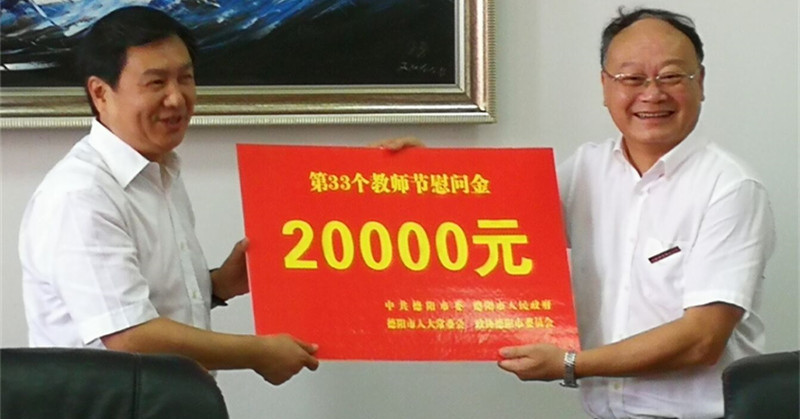 第33个教师节慰问金
20000元
中共德阳市委 德阳市人民政府
德阳市人大常委会 政协德阳市委员会